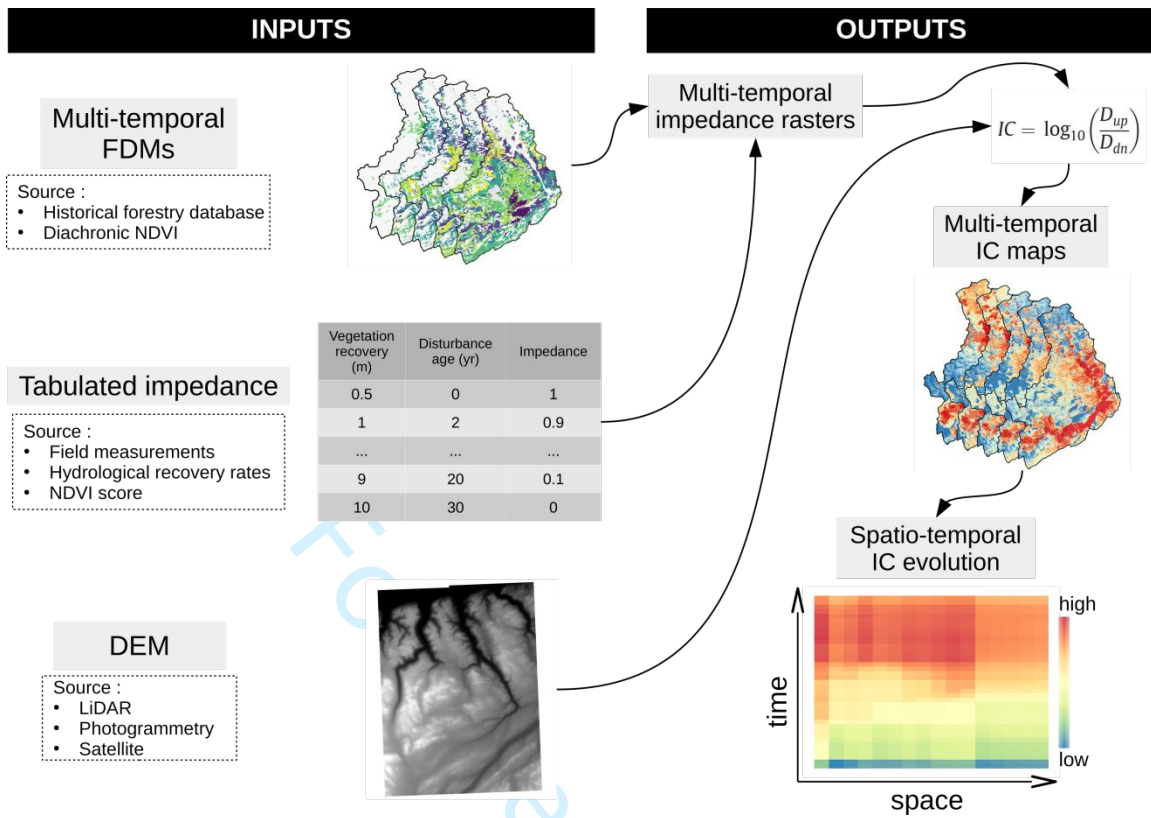 INPUTS
OUTPUTS
Multi-temporal
FDMs
Source :
• Historical forestry database
• Diachronic NDVI
Multi-temporal
impedance rasters
IC = log10(Dup/Ddn)
Multi-temporal
IC maps
Tabulated impedance
Source :
• Field measurements
• Hydrological recovery rates
• NDVI score
Vegetation recovery (m) Disturbance age (yr) Impedance
0.5 0 1
1 2 0.9
... ... ...
9 20 0.1
10 30 0
Spatio-temporal
IC evolution
high
low
time
space
DEM
Source :
• LiDAR
• Photogrammetry
• Satellite